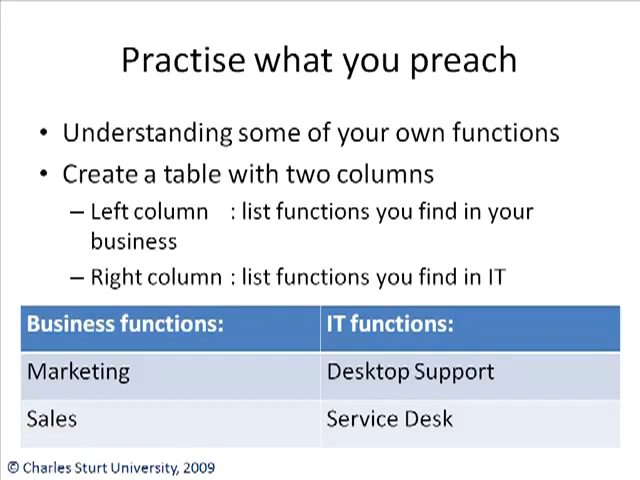 Practise what you preach
• Understanding some of your own functions
• Create a table with two columns
– Left column : list functions you find in your
business
– Right column : list functions you find in IT
Business functions: IT functions:
Marketing Desktop Support
Sales Service Desk
© Charles Sturt University, 2009